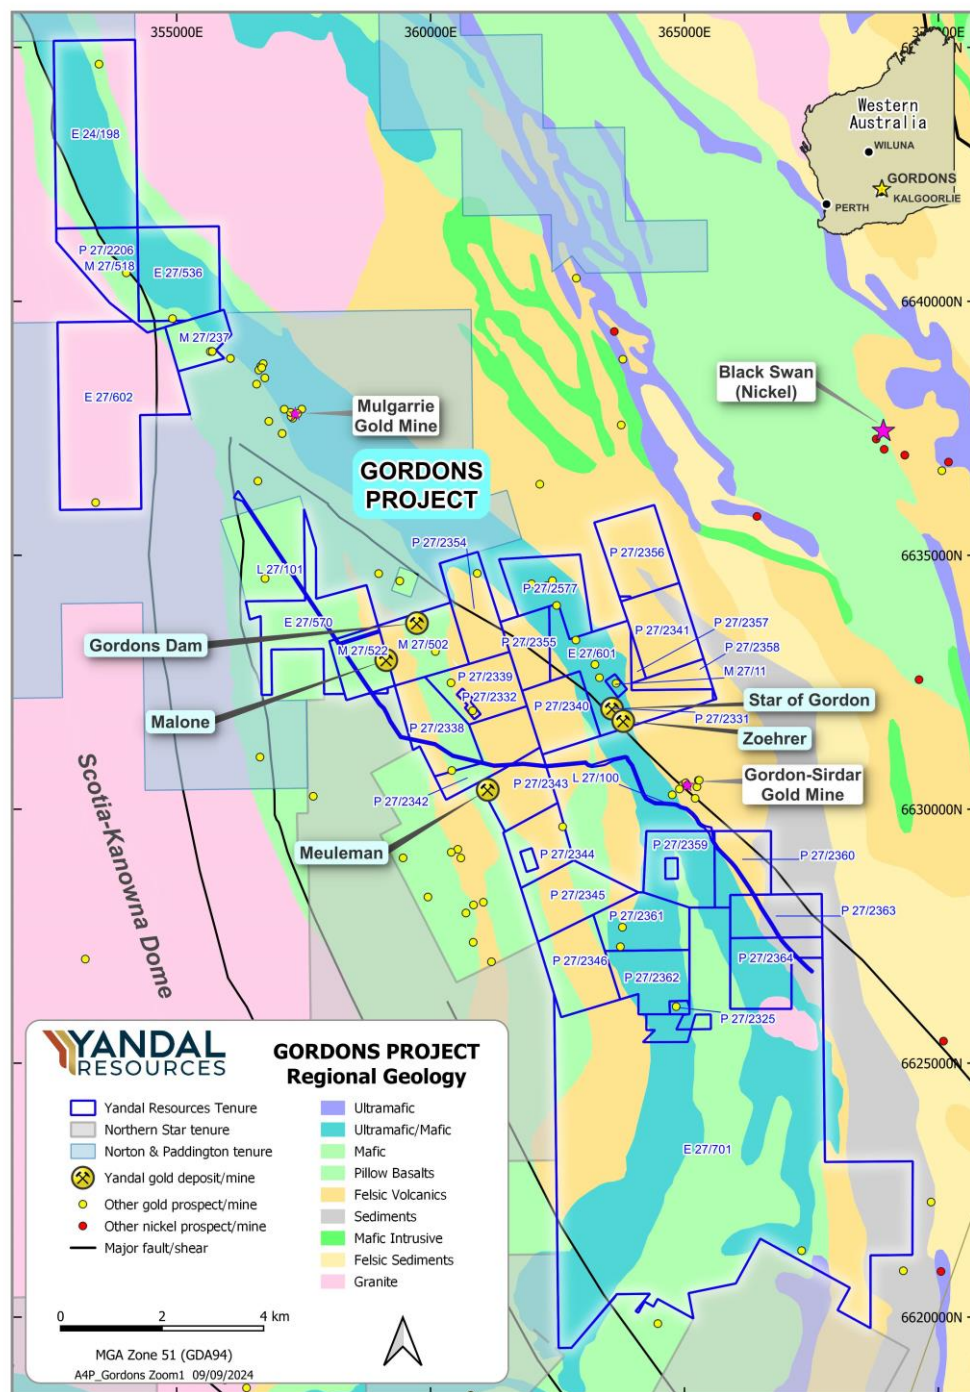 355000E
360000E
365000E
6640000N
6635000N
6630000N
6625000N
6620000N
Western
Australia
WILUNA
GORDONS
KALGOORLIE
PERTH
E 24/198
P 27/2206
M 27/518
E 27/536
M 27/237
E 27/602
Black Swan
(Nickel)
Mulgarrie
Gold Mine
GORDONS
PROJECT
P 27/2354
P 27/2356
L 27/101
P 27/2577
E 27/570
P 27/2357
P 27/2341
P 27/2358
Gordons Dam
M 27/502
P 27/2355
E 27/601
M 27/522
M 27/11
P 27/2339
P 27/2332
Star of Gordon
Malone
P 27/2340
P 27/2331
P 27/2338
Zoehrer
L 27/100
P 27/2343
Gordon-Sirdar
Gold Mine
P 27/2342
Meuleman
P 27/2344
P 27/2359
P 27/2360
P 27/2345
P 27/2361
P 27/2363
P 27/2346
P 27/2362
P 27/2364
P 27/2325
Scotia-Kanowna Dome
E 27/701
YANDAL
RESOURCES
GORDONS PROJECT
Regional Geology
Yandal Resources Tenure
Northern Star tenure
Norton & Paddington tenure
Yandal gold deposit/mine
Other gold prospect/mine
Other nickel prospect/mine
Major fault/shear
Ultramafic
Ultramafic/Mafic
Mafic
Pillow Basalts
Felsic Volcanics
Sediments
Mafic Intrusive
Felsic Sediments
Granite
0 2 4 km
MGA Zone 51 (GDA94)
A4P_Gordons Zoom1 09/09/2024